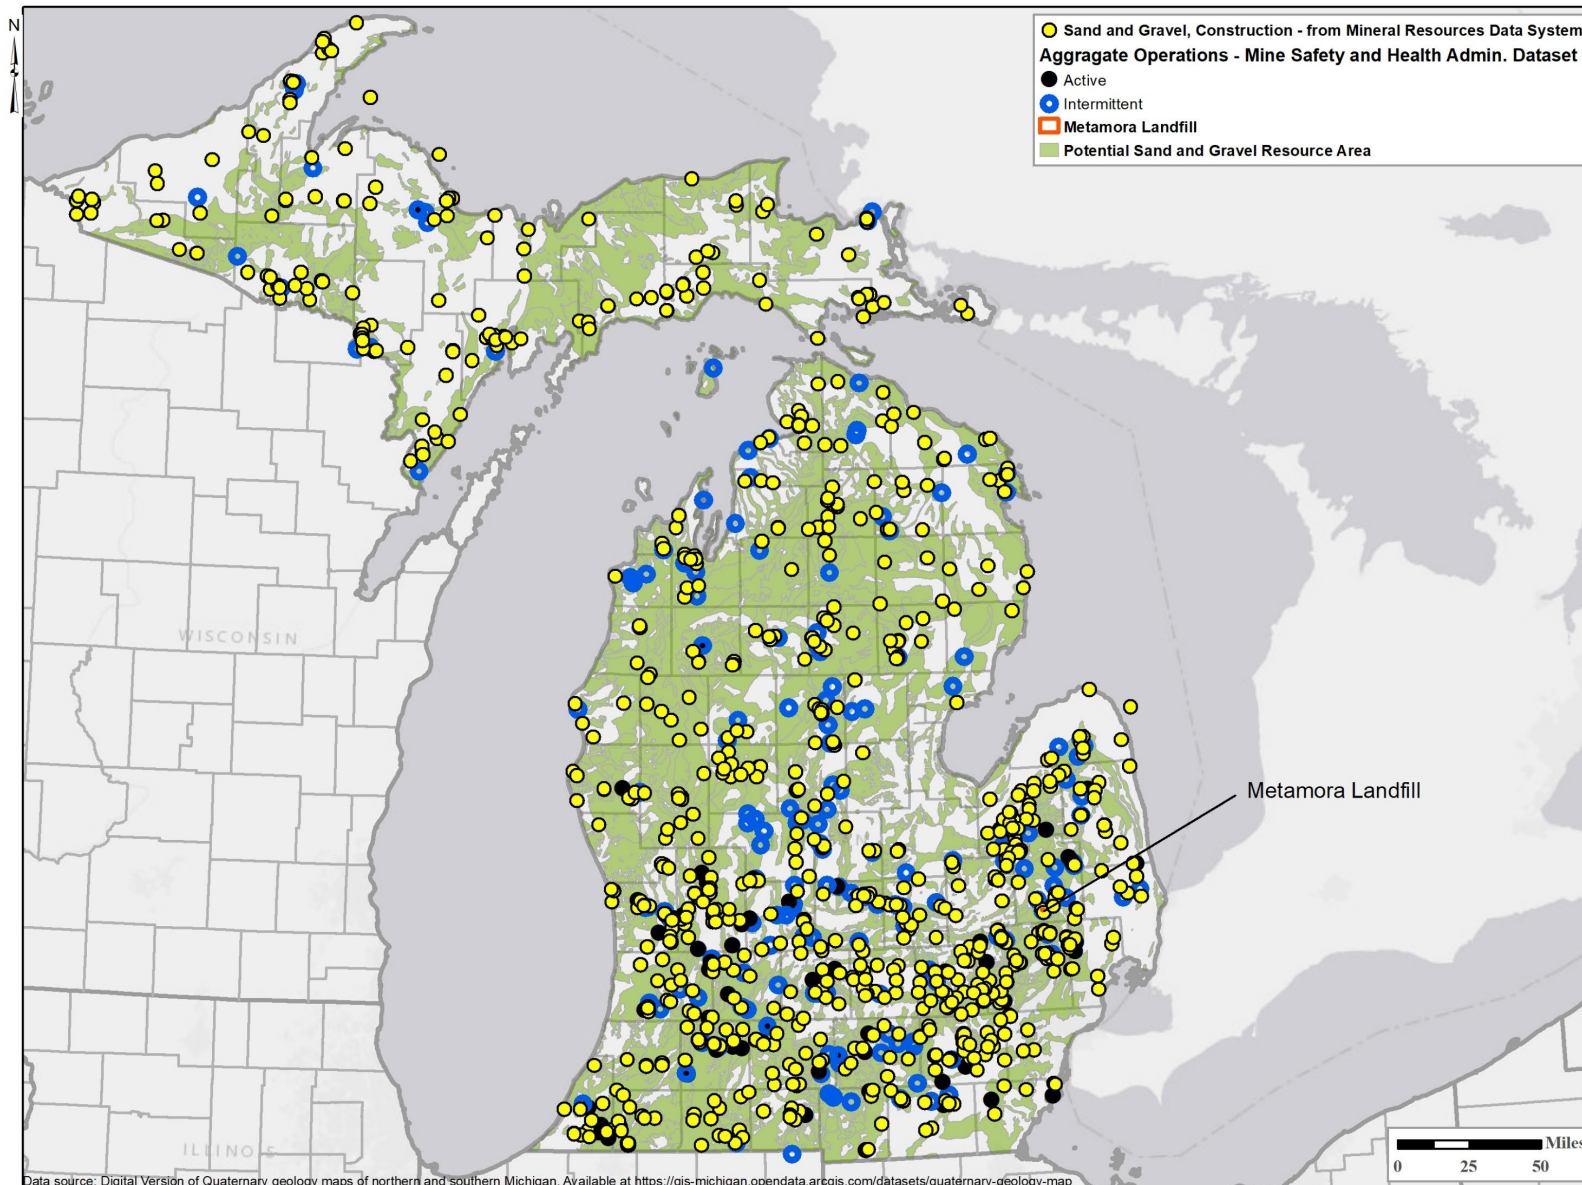 N
Sand and Gravel, Construction - from Mineral Resources Data System
Aggragate Operations - Mine Safety and Health Admin. Dataset
Active
Intermittent
Metamora Landfill
Potential Sand and Gravel Resource Area
WISCONSIN
Metamora Landfill
ILLINOIS
Miles
0 25 50
Data source: Digital Version of Quaternary geology maps of northern and southern Michigan. Available at https://gis-michigan.opendata.arcgis.com/datasets/quaternary-geology-map